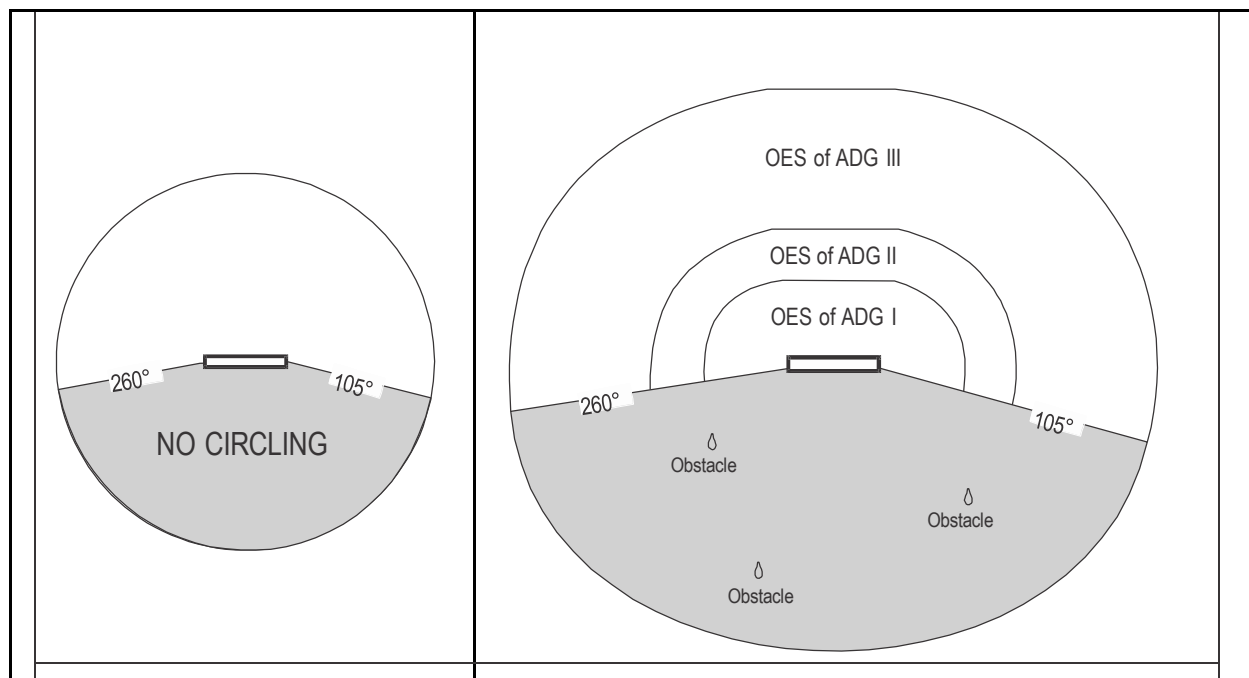 260°
105°
NO CIRCLING
OES of ADG III
OES of ADG II
OES of ADG I
260°
105°
Obstacle
Obstacle
Obstacle